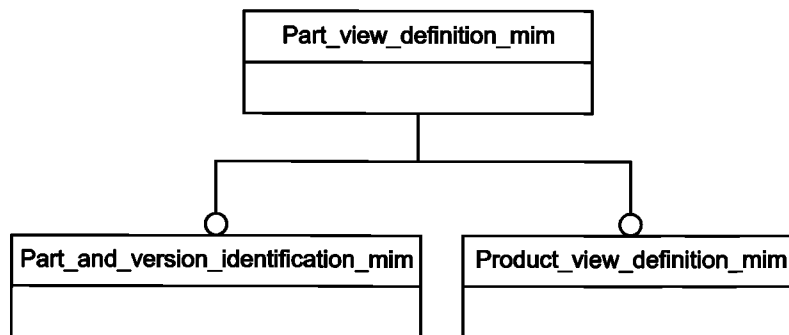 Part_view_definition_mim
Part_and_version_identification_mim
Product_view_definition_mim